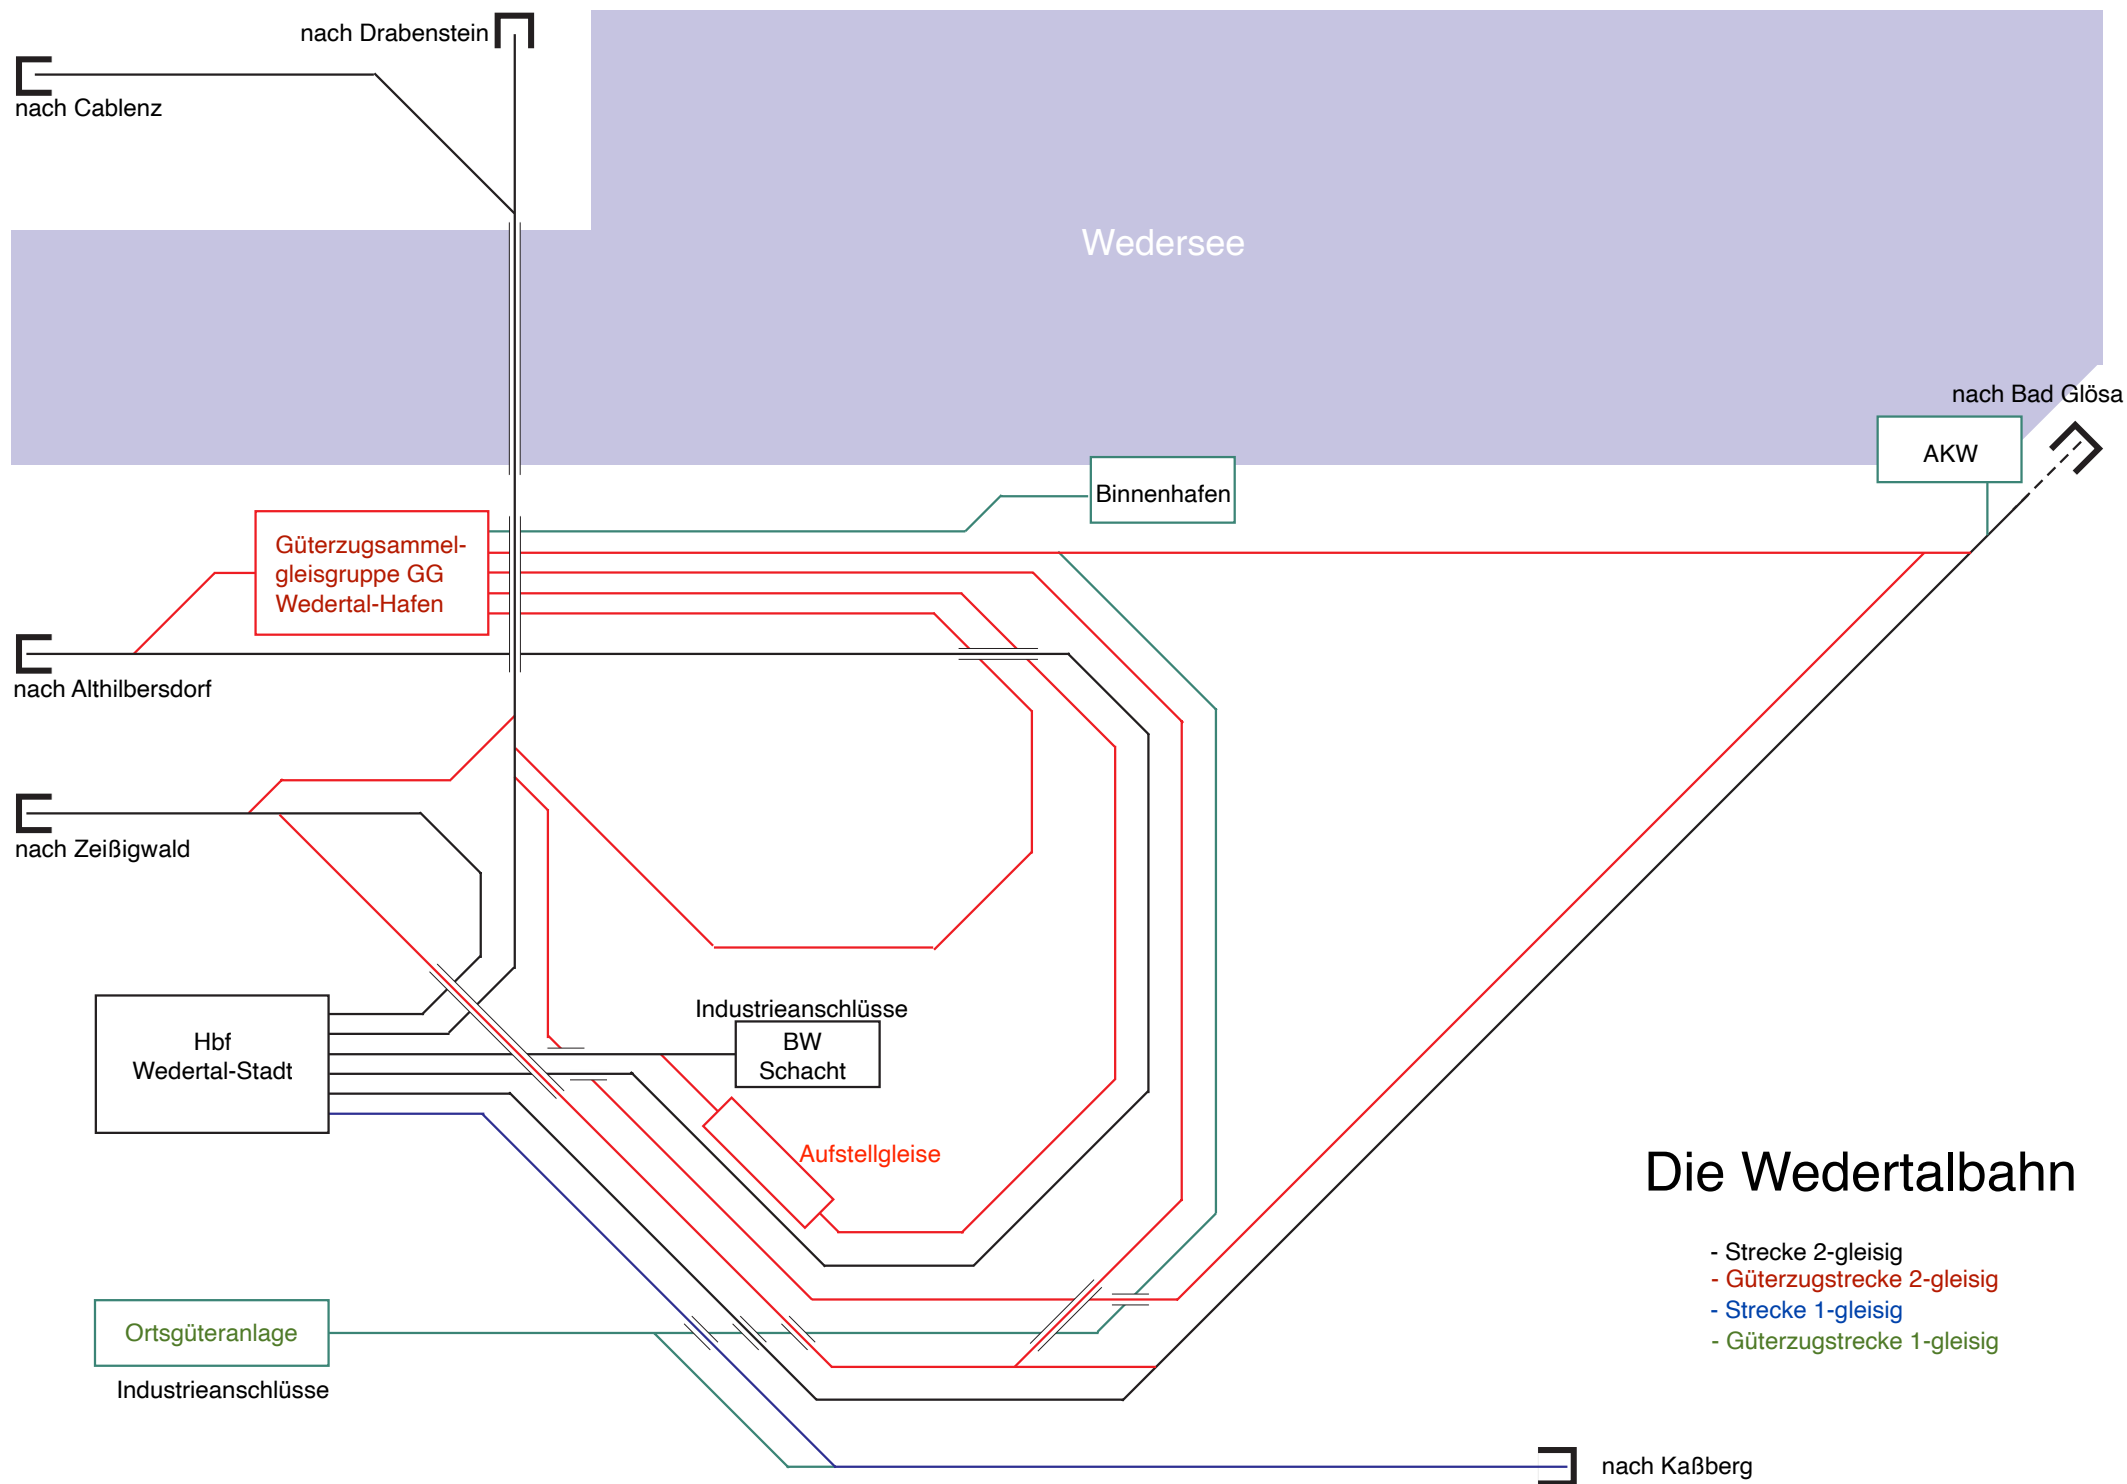 nach Drabenstein
nach Cablenz
Wedersee
nach Bad Glösa
AKW
Binnenhafen
Güterzugsammel-
gleisgruppe GG
Wedertal-Hafen
nach Althilbersdorf
nach Zeißigwald
Industrieanschlüsse
BW
Schacht
Hbf
Wedertal-Stadt
Aufstellgleise
Die Wedertalbahn
- Strecke 2-gleisig
- Güterzugstrecke 2-gleisig
- Strecke 1-gleisig
- Güterzugstrecke 1-gleisig
Ortsgüteranlage
Industrieanschlüsse
nach Kaßberg